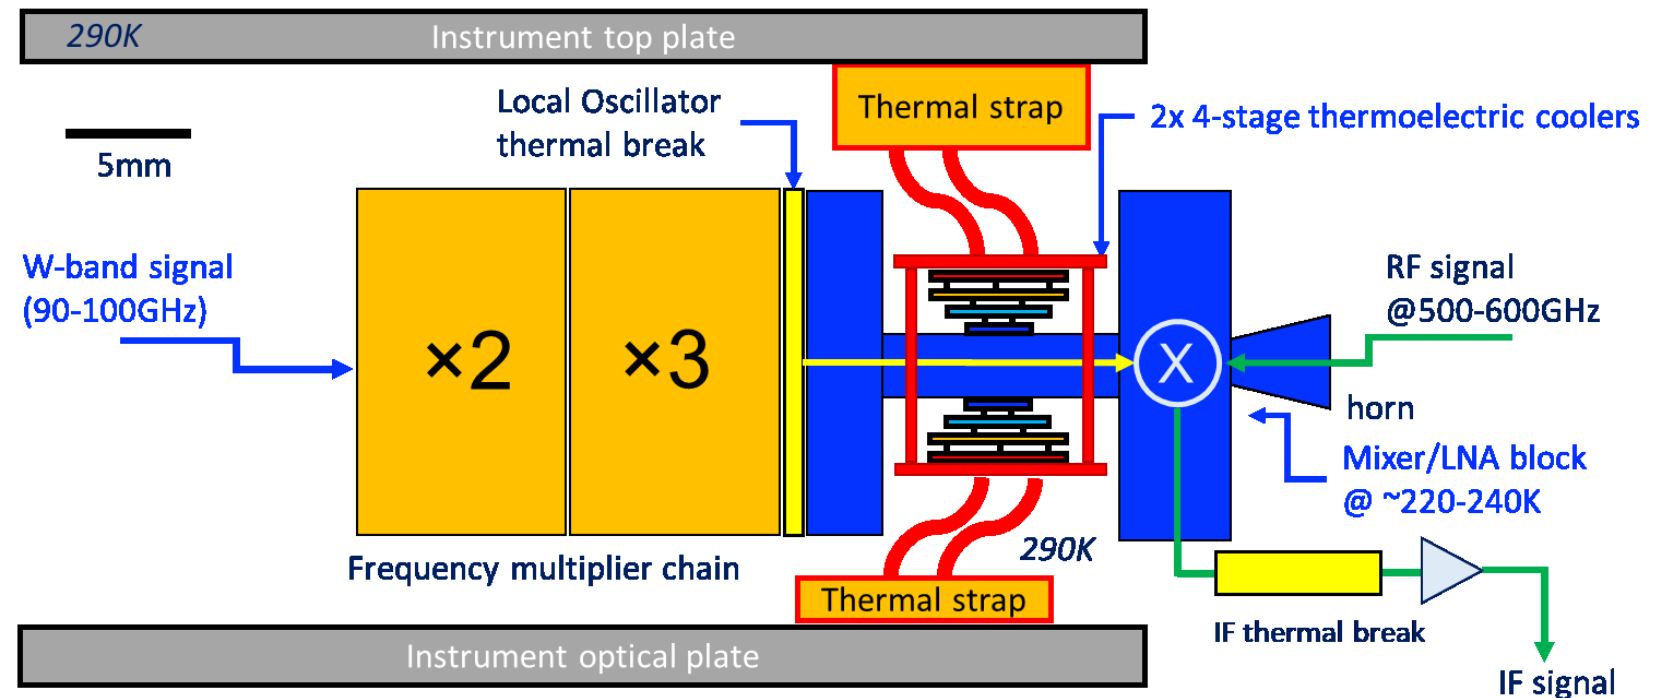 290K
Instrument top plate
Local Oscillator
thermal break
Thermal strap
2x 4-stage thermoelectric coolers
5mm
W-band signal
(90-100GHz)
×2
×3
X
RF signal
@500-600GHz
horn
Mixer/LNA block
@ ~220-240K
290K
Frequency multiplier chain
Thermal strap
IF thermal break
Instrument optical plate
IF signal